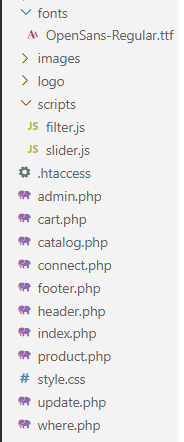 fonts
OpenSans-Regular.ttf
images
logo
scripts
JS filter.js
JS slider.js
.htaccess
admin.php
cart.php
catalog.php
connect.php
footer.php
header.php
index.php
product.php
# style.css
update.php
where.php